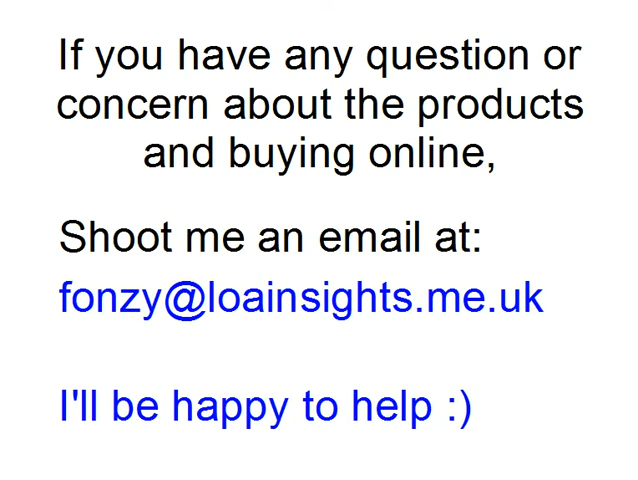 If you have any question or
concern about the products
and buying online,
Shoot me an email at:
fonzy@loainsights.me.uk
I'll be happy to help :)